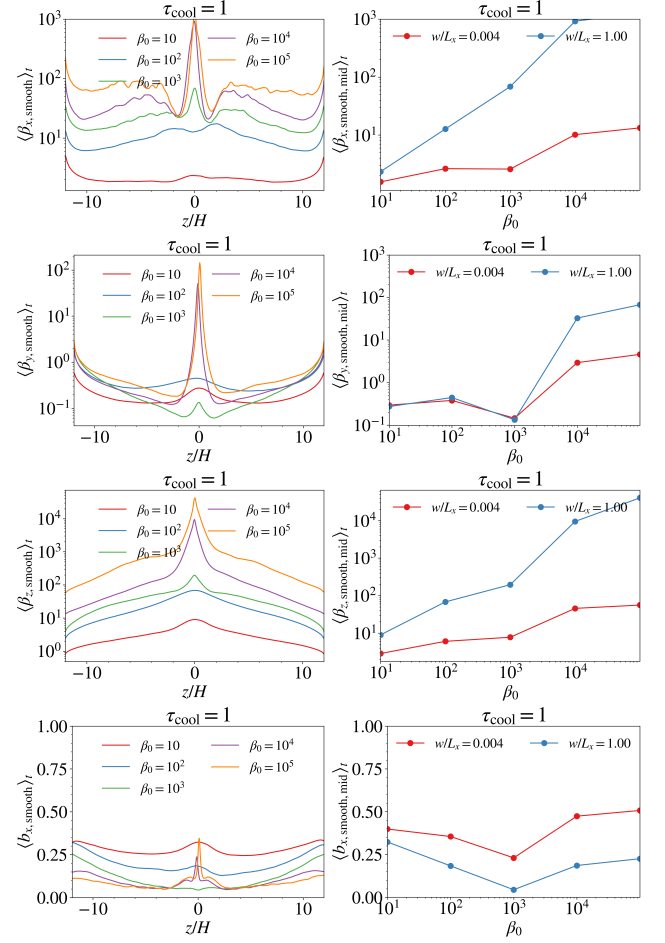 τcool = 1
⟨βx, smooth⟩t
10³
10²
10¹
β₀ = 10
β₀ = 10²
β₀ = 10³
β₀ = 10⁴
β₀ = 10⁵
−10
0
10
z/H
τcool = 1
⟨βx, smooth, mid⟩t
10³
10²
10¹
w/Lx = 0.004
w/Lx = 1.00
10¹
10²
10³
10⁴
β₀
τcool = 1
⟨βy, smooth⟩t
10²
10¹
10⁰
10⁻¹
β₀ = 10
β₀ = 10²
β₀ = 10³
β₀ = 10⁴
β₀ = 10⁵
−10
0
10
z/H
τcool = 1
⟨βy, smooth, mid⟩t
10³
10²
10¹
10⁰
10⁻¹
w/Lx = 0.004
w/Lx = 1.00
10¹
10²
10³
10⁴
β₀
τcool = 1
⟨βz, smooth⟩t
10⁴
10³
10²
10¹
10⁰
β₀ = 10
β₀ = 10²
β₀ = 10³
β₀ = 10⁴
β₀ = 10⁵
−10
0
10
z/H
τcool = 1
⟨βz, smooth, mid⟩t
10⁴
10³
10²
10¹
w/Lx = 0.004
w/Lx = 1.00
10¹
10²
10³
10⁴
β₀
τcool = 1
⟨bx, smooth⟩t
1.00
0.75
0.50
0.25
0.00
β₀ = 10
β₀ = 10²
β₀ = 10³
β₀ = 10⁴
β₀ = 10⁵
−10
0
10
z/H
τcool = 1
⟨bx, smooth, mid⟩t
1.00
0.75
0.50
0.25
0.00
w/Lx = 0.004
w/Lx = 1.00
10¹
10²
10³
10⁴
β₀